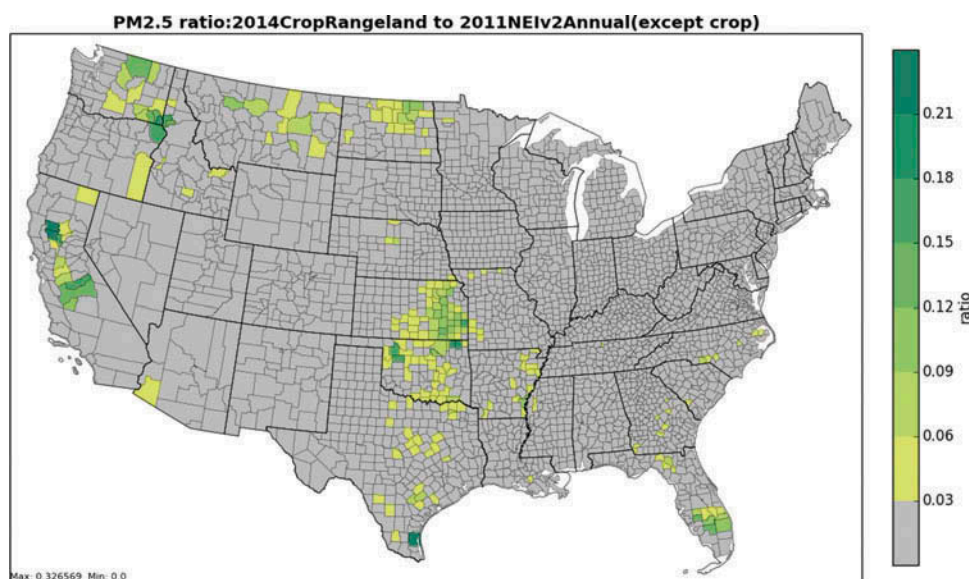 PM2.5 ratio:2014CropRangeland to 2011NEIv2Annual(except crop)
0.21
0.18
0.15
0.12
0.09
0.06
0.03
ratio
Max: 0.326569 Min: 0.0